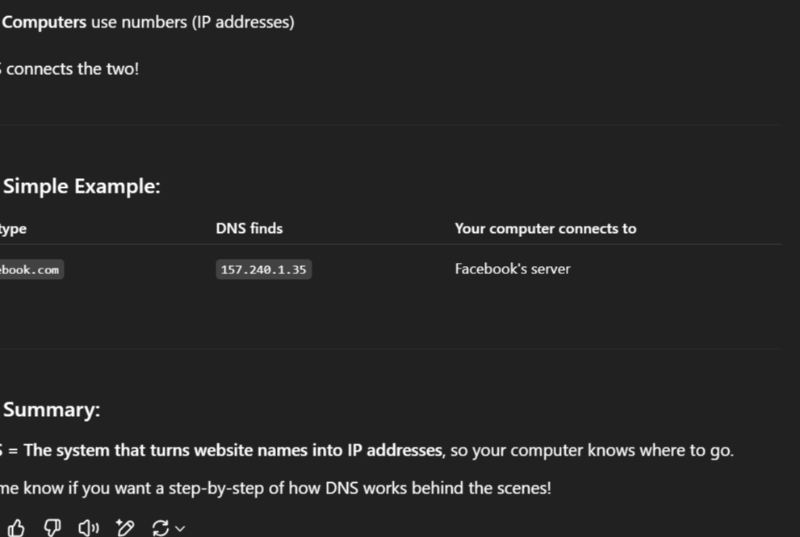 Computers use numbers (IP addresses)
S connects the two!
Simple Example:
type DNS finds Your computer connects to
ebook.com 157.240.1.35 Facebook's server
Summary:
S = The system that turns website names into IP addresses, so your computer knows where to go.
me know if you want a step-by-step of how DNS works behind the scenes!